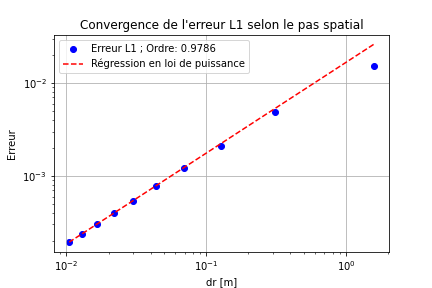 Convergence de l'erreur L1 selon le pas spatial
Erreur L1 ; Ordre: 0.9786
Régression en loi de puissance
Erreur
10⁻²
10⁻³
10⁻² 10⁻¹ 10⁰
dr [m]